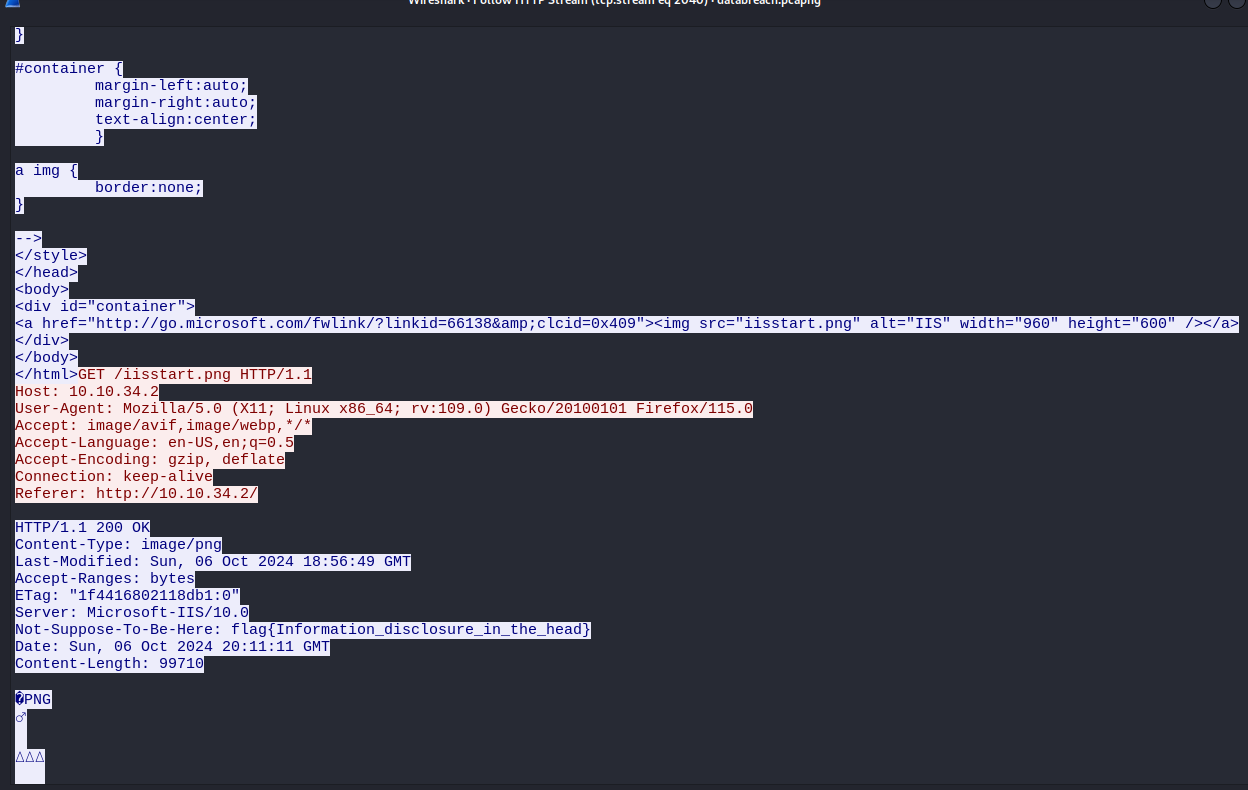 Wireshark · Follow HTTP Stream (tcp.stream eq 2040) · databreach.pcapng
}
#container {
margin-left:auto;
margin-right:auto;
text-align:center;
}
a img {
border:none;
}
-->
</style>
</head>
<body>
<div id="container">
<a href="http://go.microsoft.com/fwlink/?linkid=66138&amp;clcid=0x409"><img src="iisstart.png" alt="IIS" width="960" height="600" /></a>
</div>
</body>
</html>GET /iisstart.png HTTP/1.1
Host: 10.10.34.2
User-Agent: Mozilla/5.0 (X11; Linux x86_64; rv:109.0) Gecko/20100101 Firefox/115.0
Accept: image/avif,image/webp,*/*
Accept-Language: en-US,en;q=0.5
Accept-Encoding: gzip, deflate
Connection: keep-alive
Referer: http://10.10.34.2/
HTTP/1.1 200 OK
Content-Type: image/png
Last-Modified: Sun, 06 Oct 2024 18:56:49 GMT
Accept-Ranges: bytes
ETag: "1f4416802118db1:0"
Server: Microsoft-IIS/10.0
Not-Suppose-To-Be-Here: flag{Information_disclosure_in_the_head}
Date: Sun, 06 Oct 2024 20:11:11 GMT
Content-Length: 99710
�PNG
♂
△△△